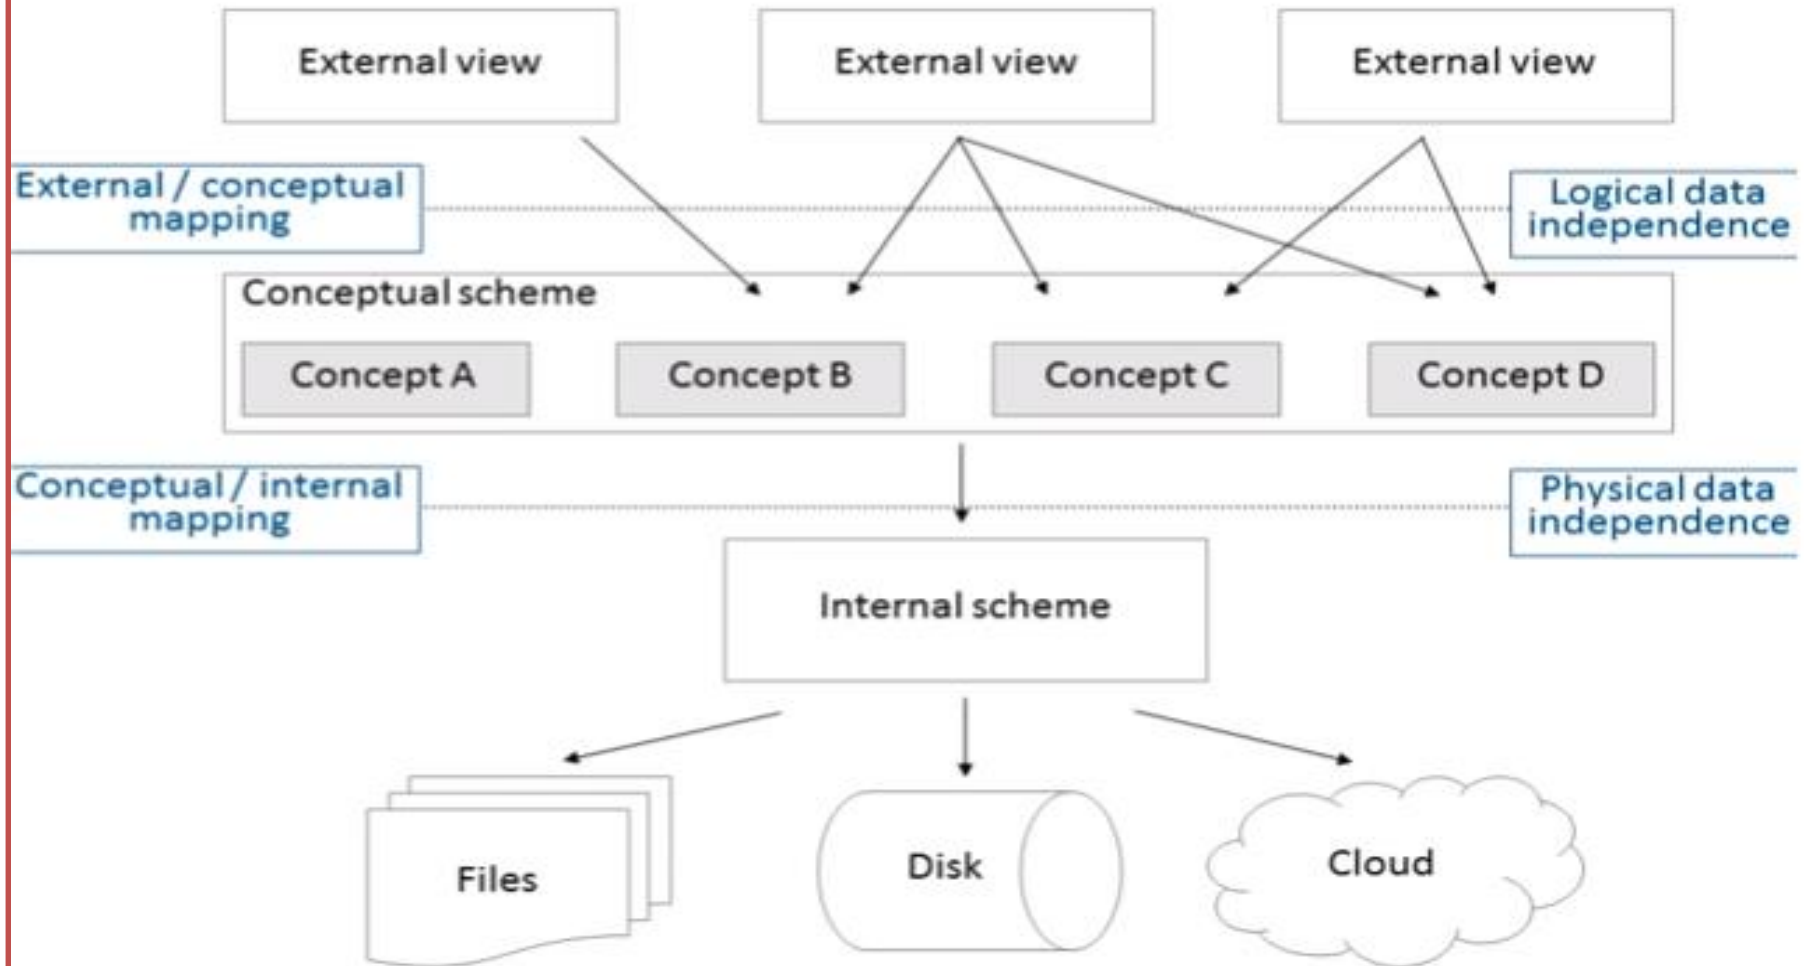 External view
External view
External view
External / conceptual
mapping
Logical data
independence
Conceptual scheme
Concept A
Concept B
Concept C
Concept D
Conceptual / internal
mapping
Physical data
independence
Internal scheme
Files
Disk
Cloud